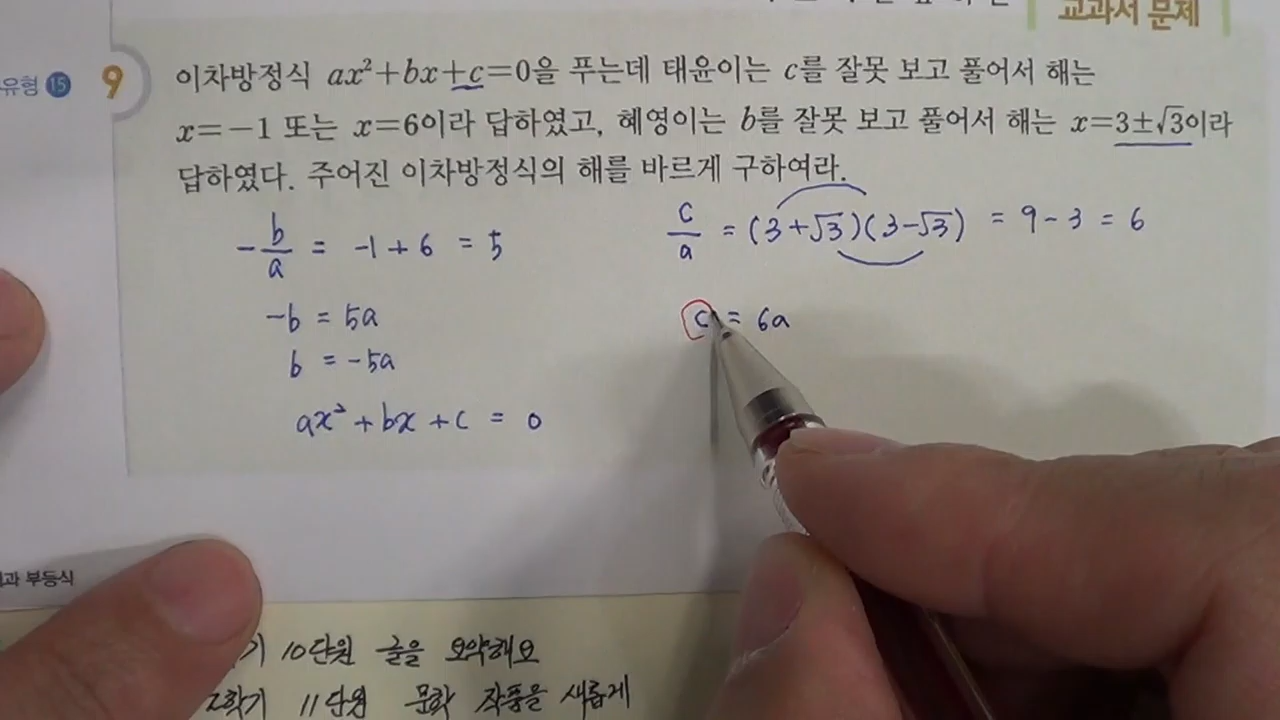 교과서 문제
유형 15
9 이차방정식 ax²+bx+c=0을 푸는데 태윤이는 c를 잘못 보고 풀어서 해는
x=-1 또는 x=6이라 답하였고, 혜영이는 b를 잘못 보고 풀어서 해는 x=3±√3이라
답하였다. 주어진 이차방정식의 해를 바르게 구하여라.
-b/a = -1+6 = 5
-b = 5a
b = -5a
ax²+bx+c = 0
c/a = (3+√3)(3-√3) = 9-3 = 6
c = 6a
부등식
10단원 글을 요약해요
2학기 11단원 문학 작품을 새롭게